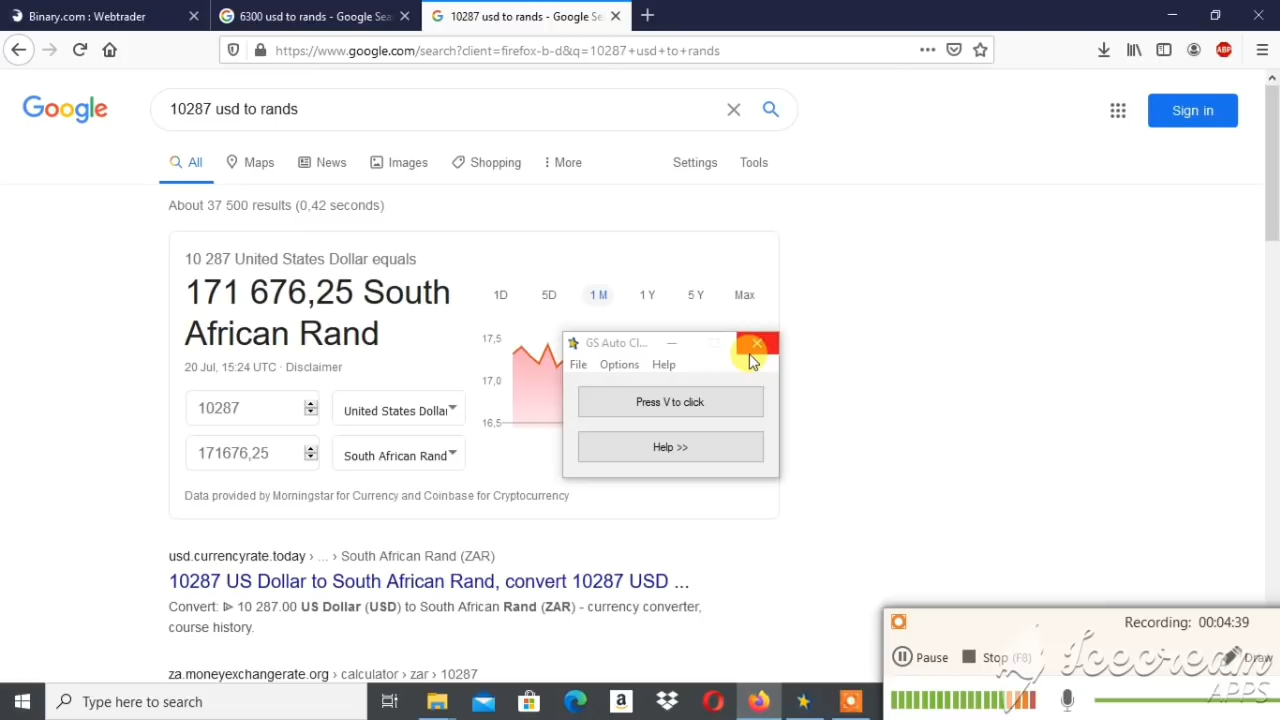 Binary.com : Webtrader
6300 usd to rands - Google Sea
10287 usd to rands - Google Se
https://www.google.com/search?client=firefox-b-d&q=10287+usd+to+rands
ABP
Google
10287 usd to rands
Sign in
All
Maps
News
Images
Shopping
More
Settings
Tools
About 37 500 results (0,42 seconds)
10 287 United States Dollar equals
171 676,25 South
African Rand
20 Jul, 15:24 UTC · Disclaimer
1D
5D
1 M
1 Y
5 Y
Max
17,5
17,0
16,5
10287
United States Dollar
171676,25
South African Rand
GS Auto Cl...
File
Options
Help
Press V to click
Help >>
Data provided by Morningstar for Currency and Coinbase for Cryptocurrency
usd.currencyrate.today › ... › South African Rand (ZAR)
10287 US Dollar to South African Rand, convert 10287 USD ...
Convert: ⩥ 10 287.00 US Dollar (USD) to South African Rand (ZAR) - currency converter,
course history.
za.moneyexchangerate.org › calculator › zar › 10287
Recording: 00:04:39
Pause
Stop (F8)
Draw
Icecream
APPS
Type here to search